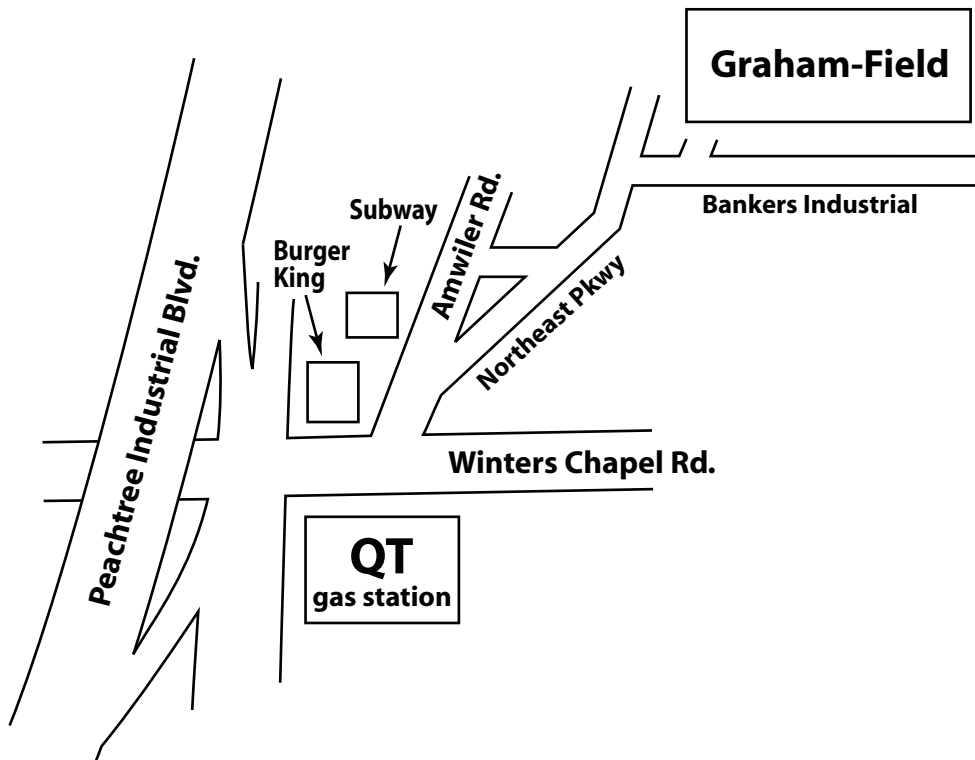 Graham-Field
Bankers Industrial
Subway
Burger
King
Amwiler Rd.
Northeast Pkwy
Peachtree Industrial Blvd.
Winters Chapel Rd.
QT
gas station